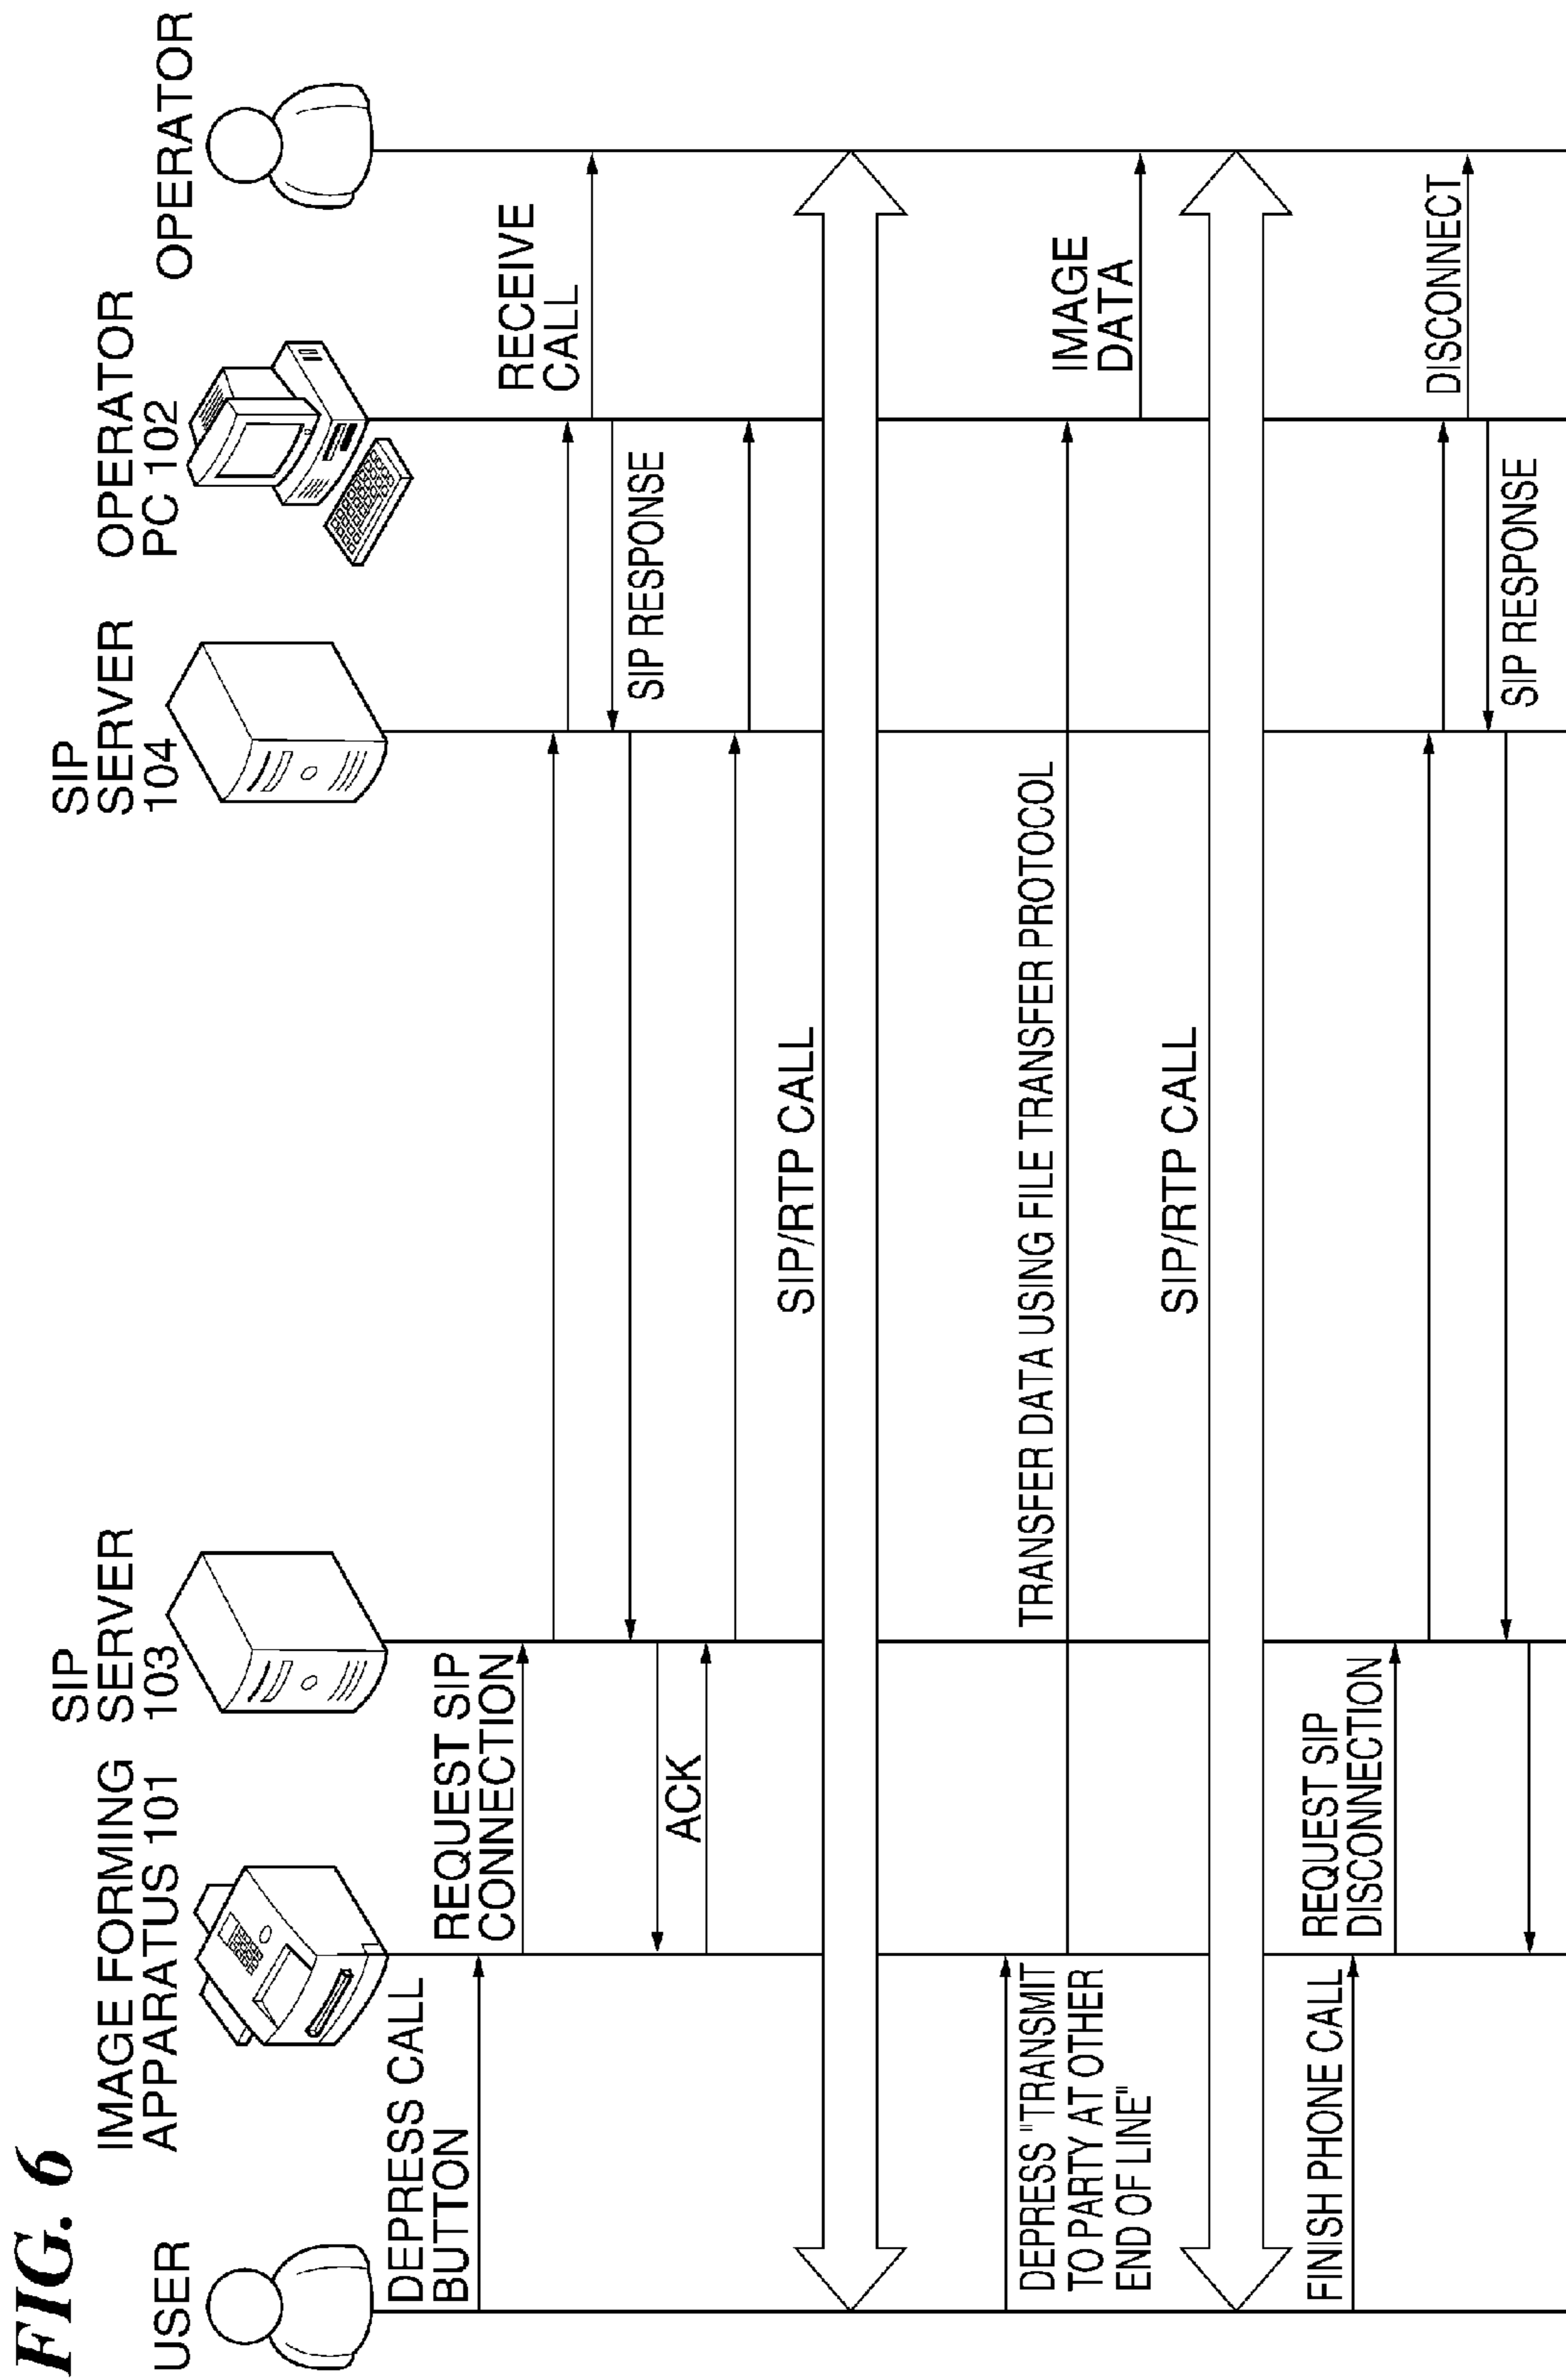 FIG. 6
USER
IMAGE FORMING
APPARATUS 101
SIP
SERVER
103
SIP
SERVER
104
OPERATOR
PC 102
OPERATOR
DEPRESS CALL
BUTTON
REQUEST SIP
CONNECTION
RECEIVE
CALL
SIP RESPONSE
ACK
SIP/RTP CALL
DEPRESS "TRANSMIT
TO PARTY AT OTHER
END OF LINE"
TRANSFER DATA USING FILE TRANSFER PROTOCOL
IMAGE
DATA
SIP/RTP CALL
FINISH PHONE CALL
REQUEST SIP
DISCONNECTION
DISCONNECT
SIP RESPONSE